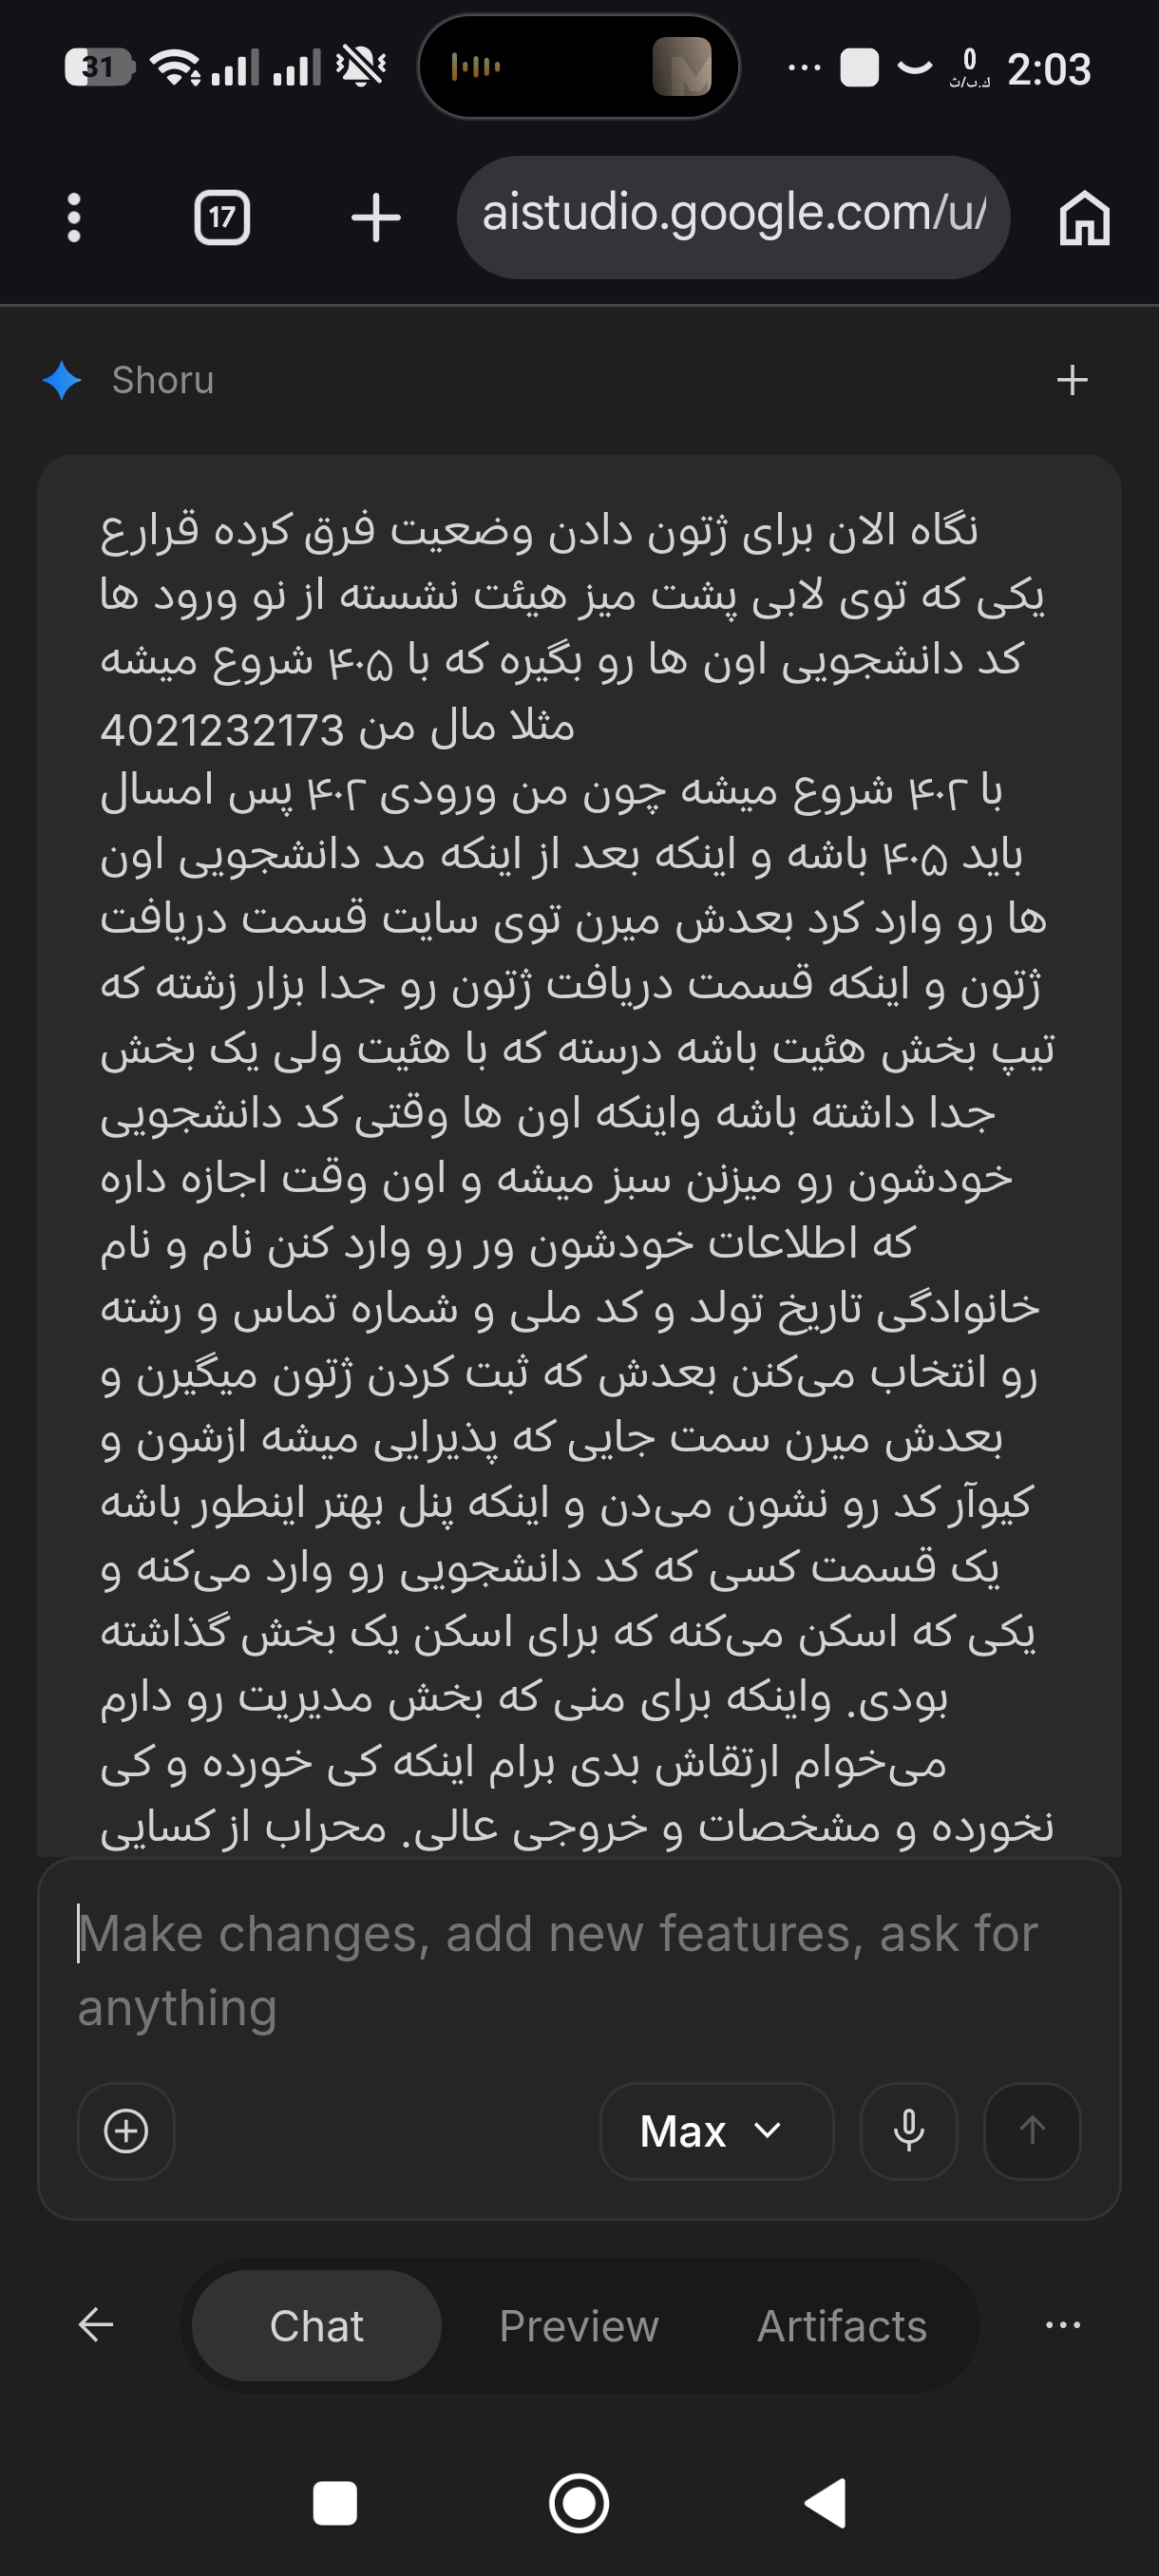 31
0
ک.ب/ث
2:03
17
aistudio.google.com/u/
Shoru
نگاه الان برای ژتون دادن وضعیت فرق کرده قرارع
یکی که توی لابی پشت میز هیئت نشسته از نو ورود ها
کد دانشجویی اون ها رو بگیره که با ۴۰۵ شروع میشه
مثلا مال من 4021232173
با ۴۰۲ شروع میشه چون من ورودی ۴۰۲ پس امسال
باید ۴۰۵ باشه و اینکه بعد از اینکه مد دانشجویی اون
ها رو وارد کرد بعدش میرن توی سایت قسمت دریافت
ژتون و اینکه قسمت دریافت ژتون رو جدا بزار زشته که
تیپ بخش هئیت باشه درسته که با هئیت ولی یک بخش
جدا داشته باشه واینکه اون ها وقتی کد دانشجویی
خودشون رو میزنن سبز میشه و اون وقت اجازه داره
که اطلاعات خودشون ور رو وارد کنن نام و نام
خانوادگی تاریخ تولد و کد ملی و شماره تماس و رشته
رو انتخاب می‌کنن بعدش که ثبت کردن ژتون میگیرن و
بعدش میرن سمت جایی که پذیرایی میشه ازشون و
کیوآر کد رو نشون می‌دن و اینکه پنل بهتر اینطور باشه
یک قسمت کسی که کد دانشجویی رو وارد می‌کنه و
یکی که اسکن می‌کنه که برای اسکن یک بخش گذاشته
بودی. واینکه برای منی که بخش مدیریت رو دارم
می‌خوام ارتقاش بدی برام اینکه کی خورده و کی
نخورده و مشخصات و خروجی عالی. محراب از کسایی
Make changes, add new features, ask for
anything
Max
Chat
Preview
Artifacts